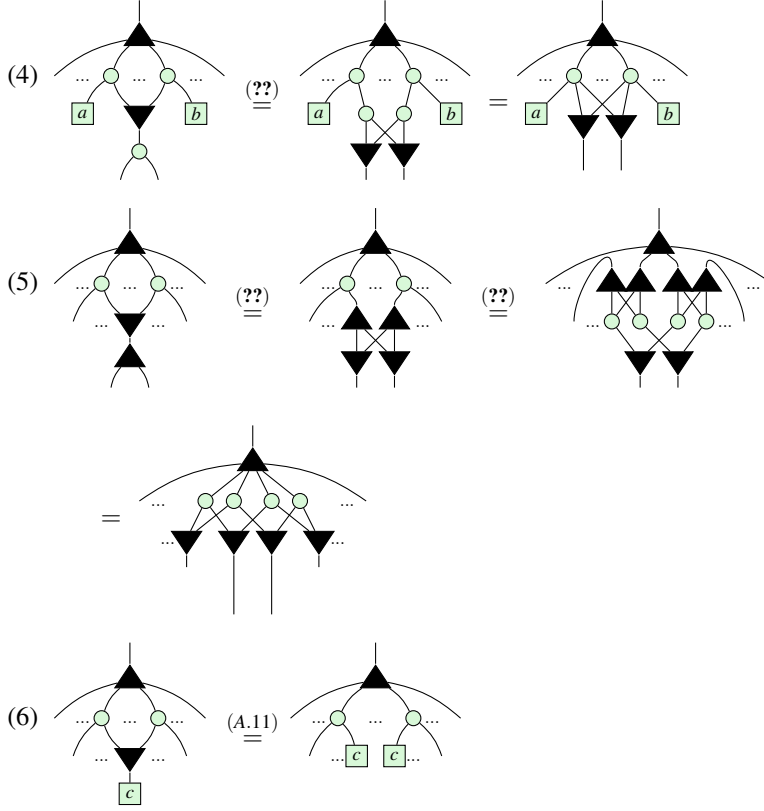 (4) ... ... ... a b (??) = ... ... ... a b = ... ... ... a b
(5) ... ... ... ... ... (??) = ... ... ... ... ... (??) = ... ... ... ...
= ... ... ... ...
(6) ... ... ... ... ... c (A.11) = ... ... ... ... c ... c